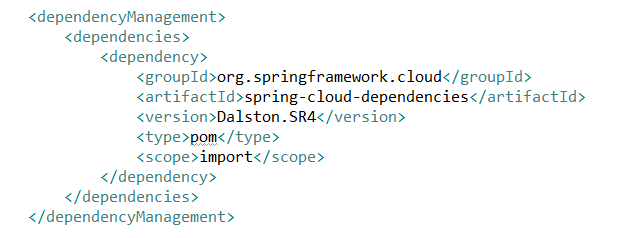 <dependencyManagement>
<dependencies>
<dependency>
<groupId>org.springframework.cloud</groupId>
<artifactId>spring-cloud-dependencies</artifactId>
<version>Dalston.SR4</version>
<type>pom</type>
<scope>import</scope>
</dependency>
</dependencies>
</dependencyManagement>